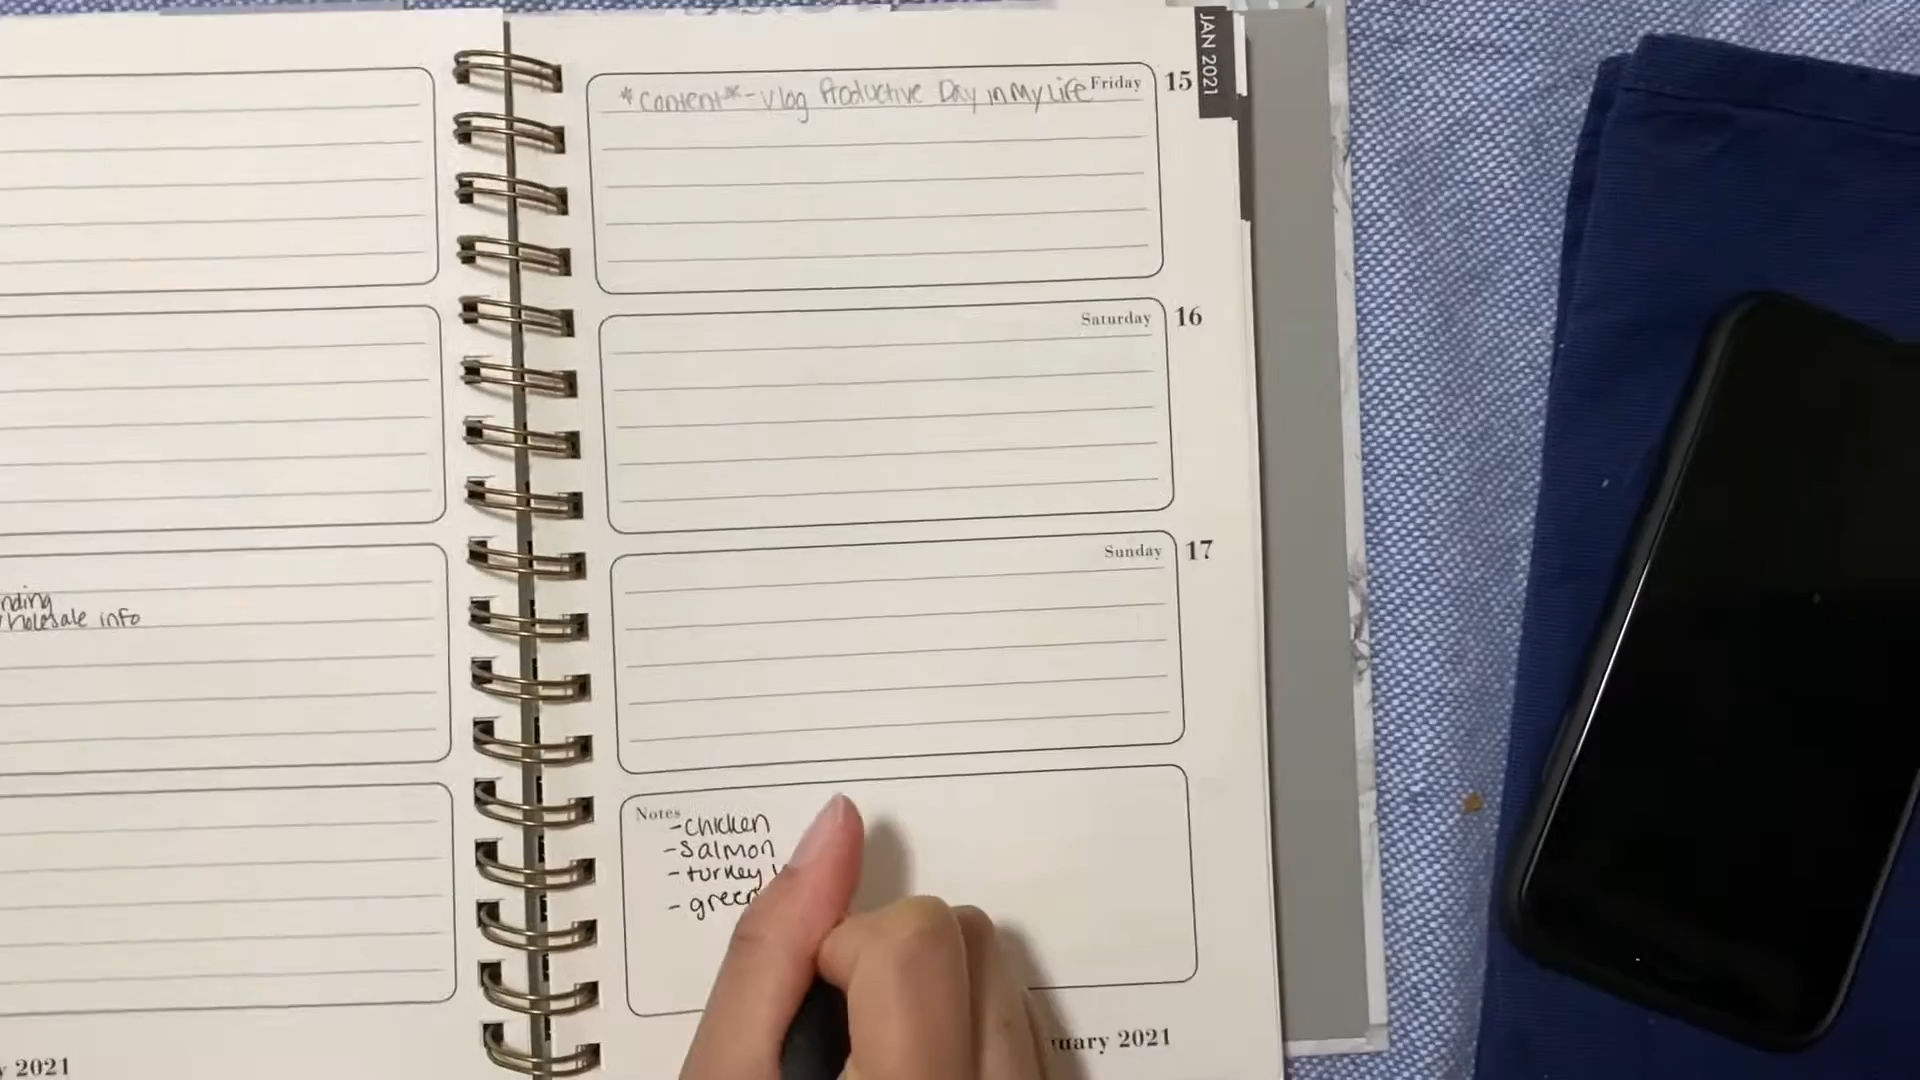 nding
wholesale info
2021
JAN 2021
*Content* - Vlog Productive Day in My Life
Friday
15
Saturday
16
Sunday
17
Notes
- chicken
- salmon
- turkey
- green
2021